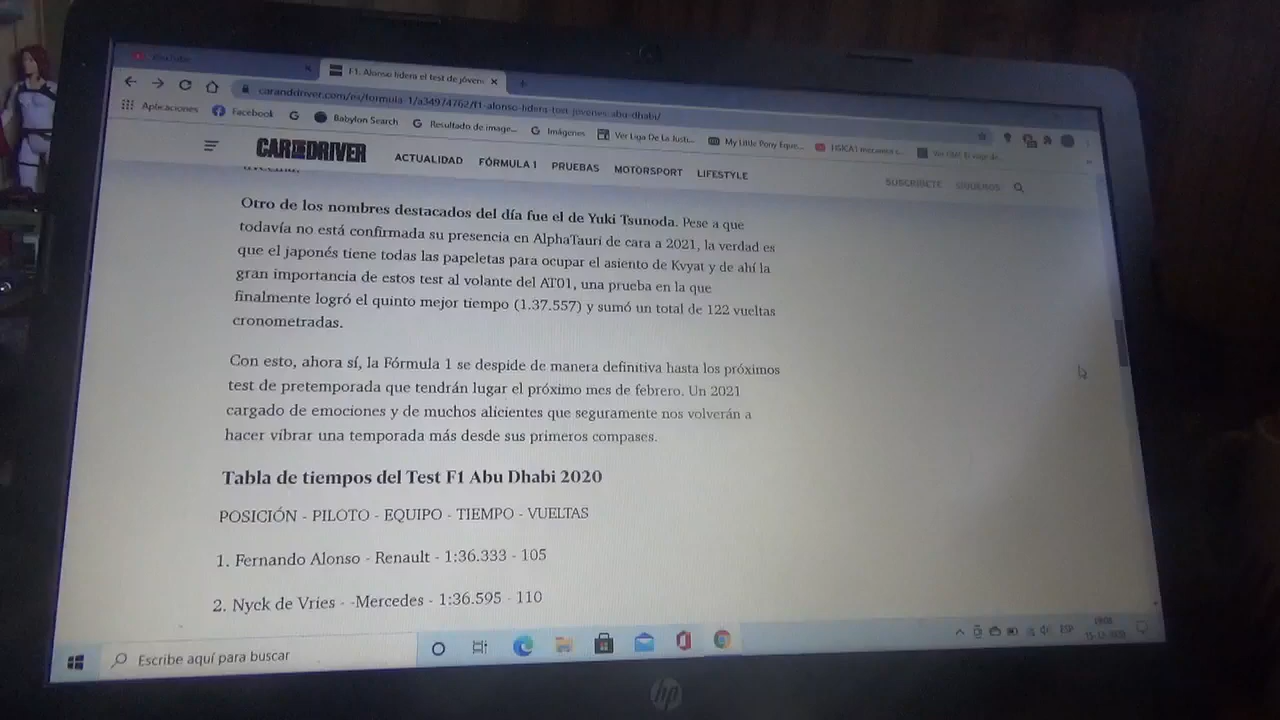 YouTube
F1: Alonso lidera el test de jóven
caranddriver.com/es/formula-1/a34974762/f1-alonso-lidera-test-jovenes-abu-dhabi/
Aplicaciones
Facebook
Babylon Search
Resultado de image...
Imágenes
Ver Liga De La Justi...
My Little Pony Eque...
CAR AND DRIVER
ACTUALIDAD
FÓRMULA 1
PRUEBAS
MOTORSPORT
LIFESTYLE
SUSCRÍBETE
SÍGUENOS
Otro de los nombres destacados del día fue el de Yuki Tsunoda. Pese a que
todavía no está confirmada su presencia en AlphaTauri de cara a 2021, la verdad es
que el japonés tiene todas las papeletas para ocupar el asiento de Kvyat y de ahí la
gran importancia de estos test al volante del AT01, una prueba en la que
finalmente logró el quinto mejor tiempo (1.37.557) y sumó un total de 122 vueltas
cronometradas.
Con esto, ahora sí, la Fórmula 1 se despide de manera definitiva hasta los próximos
test de pretemporada que tendrán lugar el próximo mes de febrero. Un 2021
cargado de emociones y de muchos alicientes que seguramente nos volverán a
hacer vibrar una temporada más desde sus primeros compases.
Tabla de tiempos del Test F1 Abu Dhabi 2020
POSICIÓN - PILOTO - EQUIPO - TIEMPO - VUELTAS
1. Fernando Alonso - Renault - 1:36.333 - 105
2. Nyck de Vries - -Mercedes - 1:36.595 - 110
Escribe aquí para buscar
ESP
hp